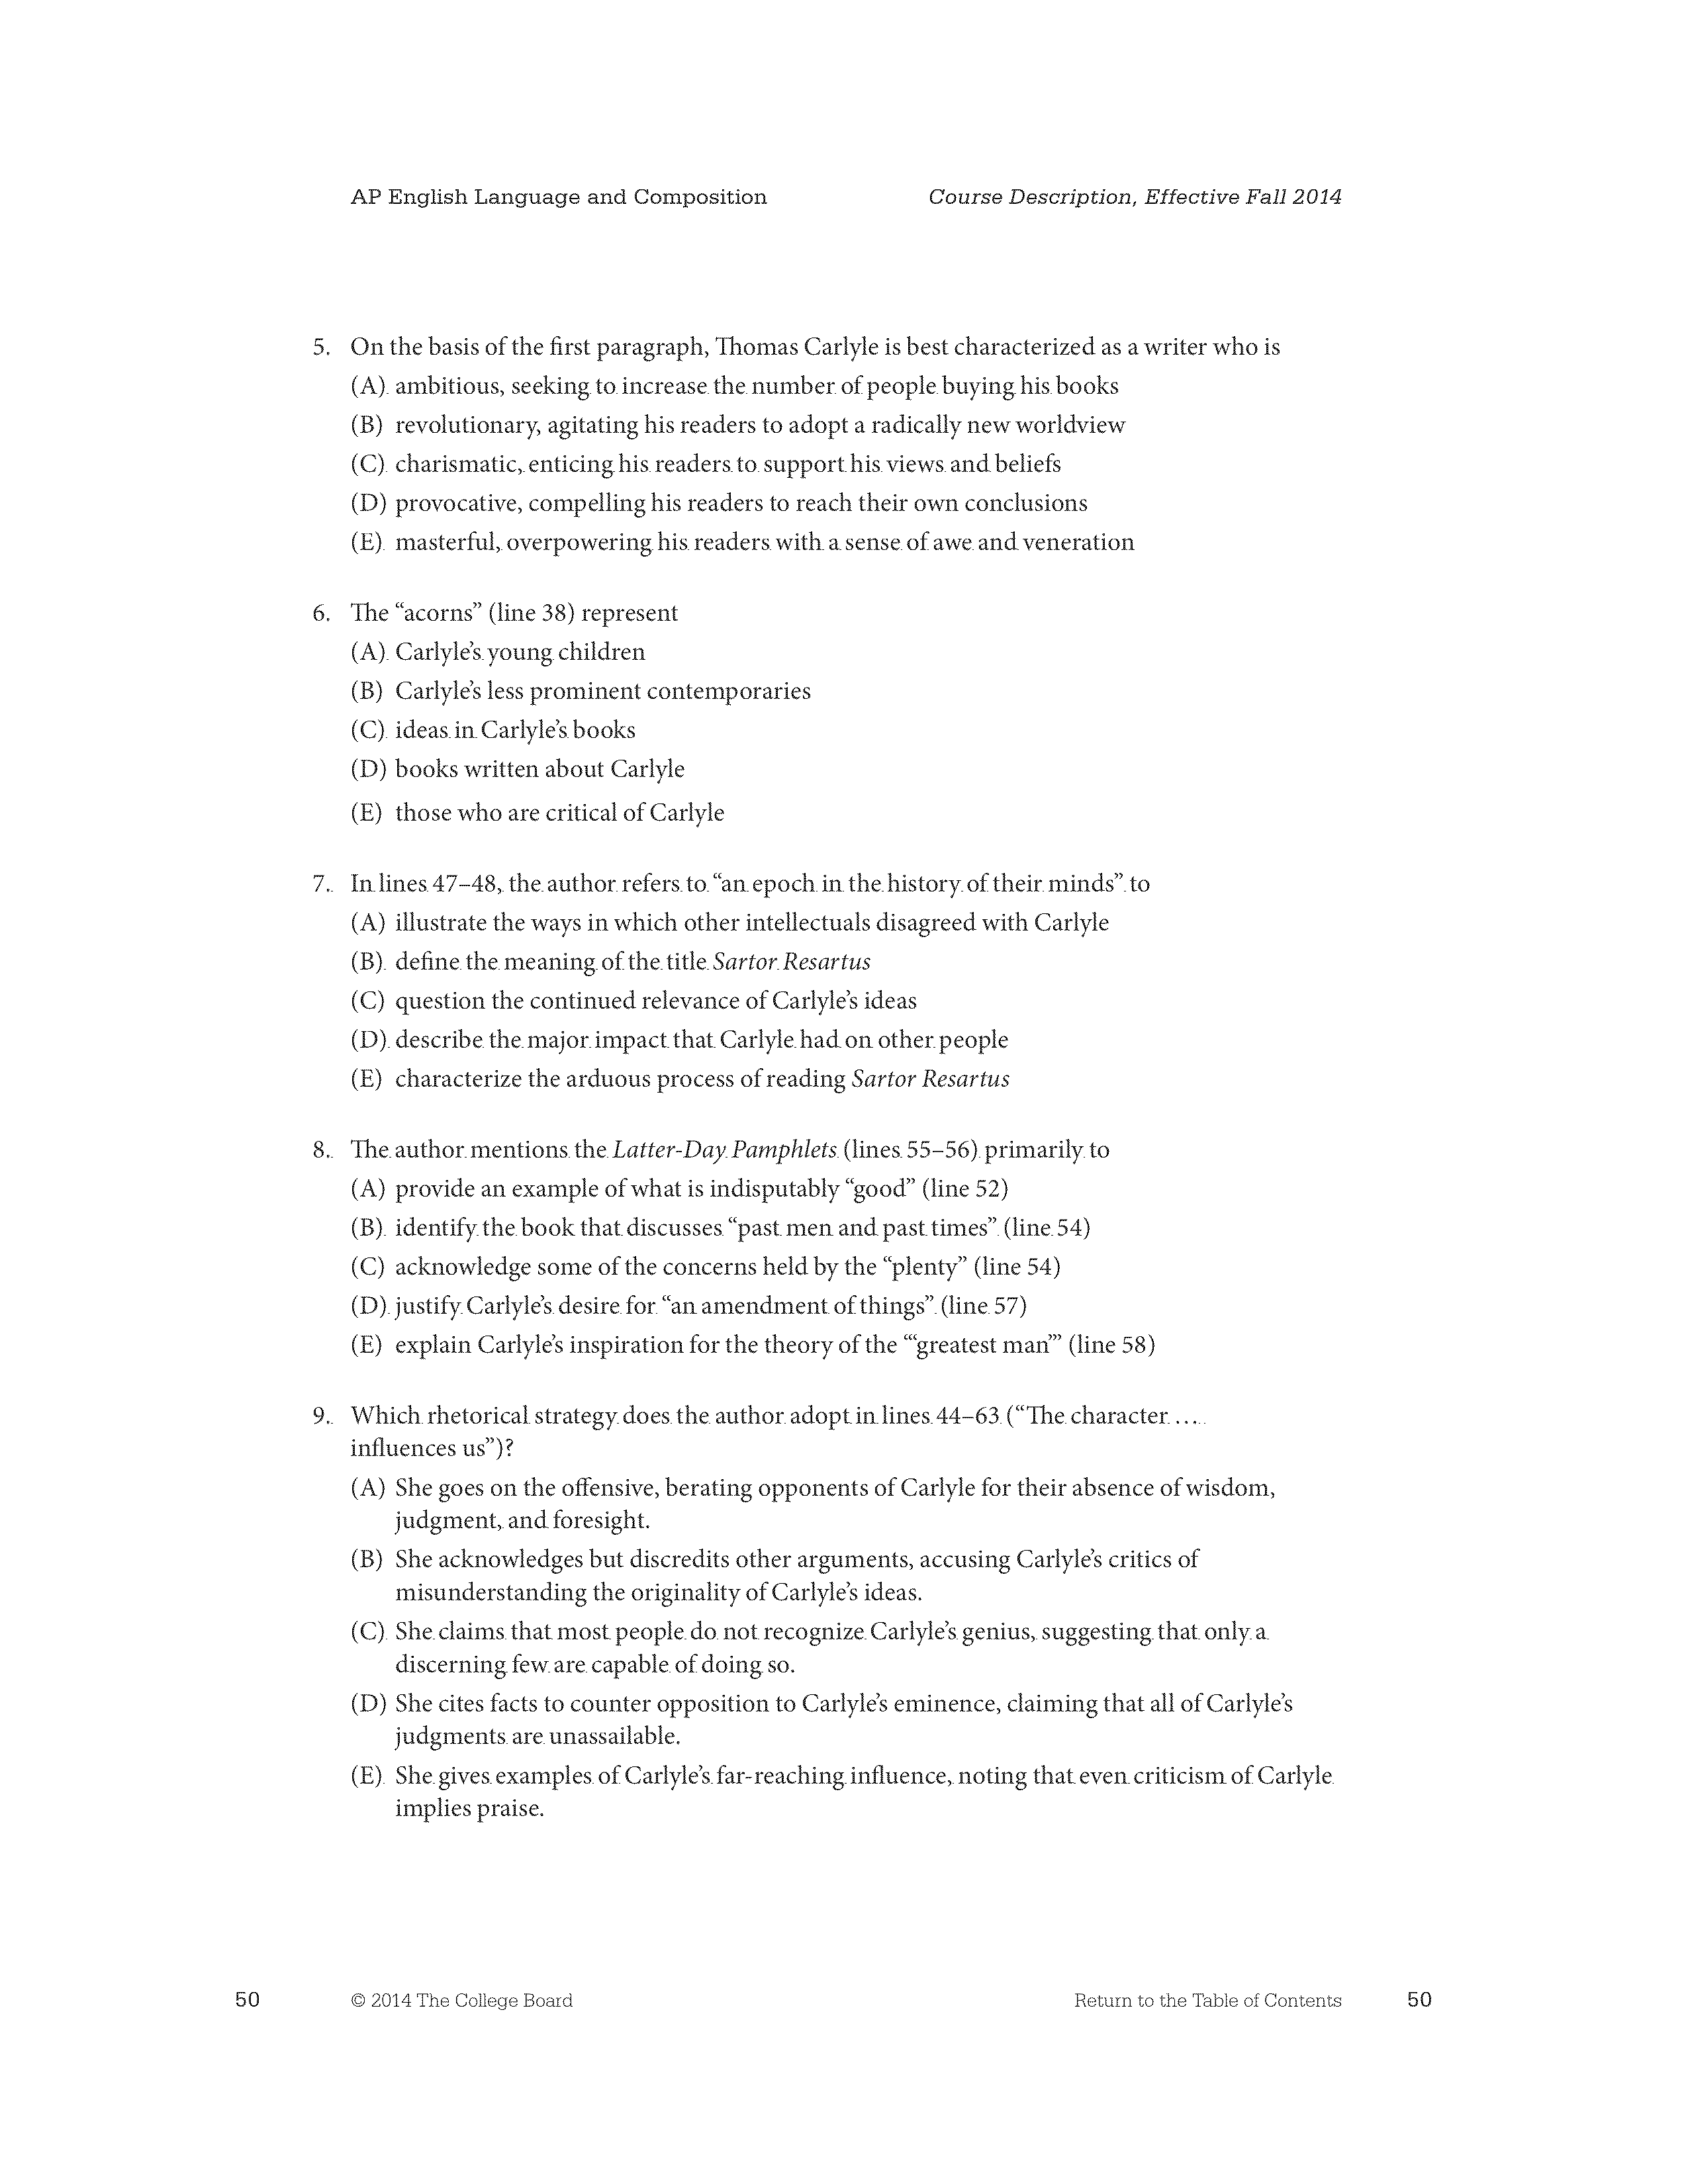 AP English Language and Composition
Course Description, Effective Fall 2014
5. On the basis of the first paragraph, Thomas Carlyle is best characterized as a writer who is
(A) ambitious, seeking to increase the number of people buying his books
(B) revolutionary, agitating his readers to adopt a radically new worldview
(C) charismatic, enticing his readers to support his views and beliefs
(D) provocative, compelling his readers to reach their own conclusions
(E) masterful, overpowering his readers with a sense of awe and veneration
6. The “acorns” (line 38) represent
(A) Carlyle’s young children
(B) Carlyle’s less prominent contemporaries
(C) ideas in Carlyle’s books
(D) books written about Carlyle
(E) those who are critical of Carlyle
7. In lines 47–48, the author refers to “an epoch in the history of their minds” to
(A) illustrate the ways in which other intellectuals disagreed with Carlyle
(B) define the meaning of the title Sartor Resartus
(C) question the continued relevance of Carlyle’s ideas
(D) describe the major impact that Carlyle had on other people
(E) characterize the arduous process of reading Sartor Resartus
8. The author mentions the Latter-Day Pamphlets (lines 55–56) primarily to
(A) provide an example of what is indisputably “good” (line 52)
(B) identify the book that discusses “past men and past times” (line 54)
(C) acknowledge some of the concerns held by the “plenty” (line 54)
(D) justify Carlyle’s desire for “an amendment of things” (line 57)
(E) explain Carlyle’s inspiration for the theory of the “‘greatest man’” (line 58)
9. Which rhetorical strategy does the author adopt in lines 44–63 (“The character . . .
influences us”)?
(A) She goes on the offensive, berating opponents of Carlyle for their absence of wisdom,
judgment, and foresight.
(B) She acknowledges but discredits other arguments, accusing Carlyle’s critics of
misunderstanding the originality of Carlyle’s ideas.
(C) She claims that most people do not recognize Carlyle’s genius, suggesting that only a
discerning few are capable of doing so.
(D) She cites facts to counter opposition to Carlyle’s eminence, claiming that all of Carlyle’s
judgments are unassailable.
(E) She gives examples of Carlyle’s far-reaching influence, noting that even criticism of Carlyle
implies praise.
50
© 2014 The College Board
Return to the Table of Contents
50